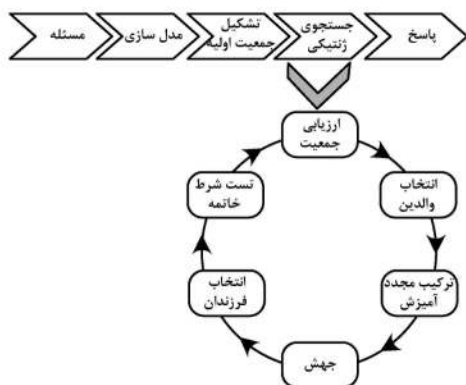 مسئله
مدل سازی
تشکیل
جمعیت اولیه
جستجوی
ژنتیکی
پاسخ
ارزیابی
جمعیت
انتخاب
والدین
ترکیب مجدد
آمیزش
جهش
انتخاب
فرزندان
تست شرط
خاتمه